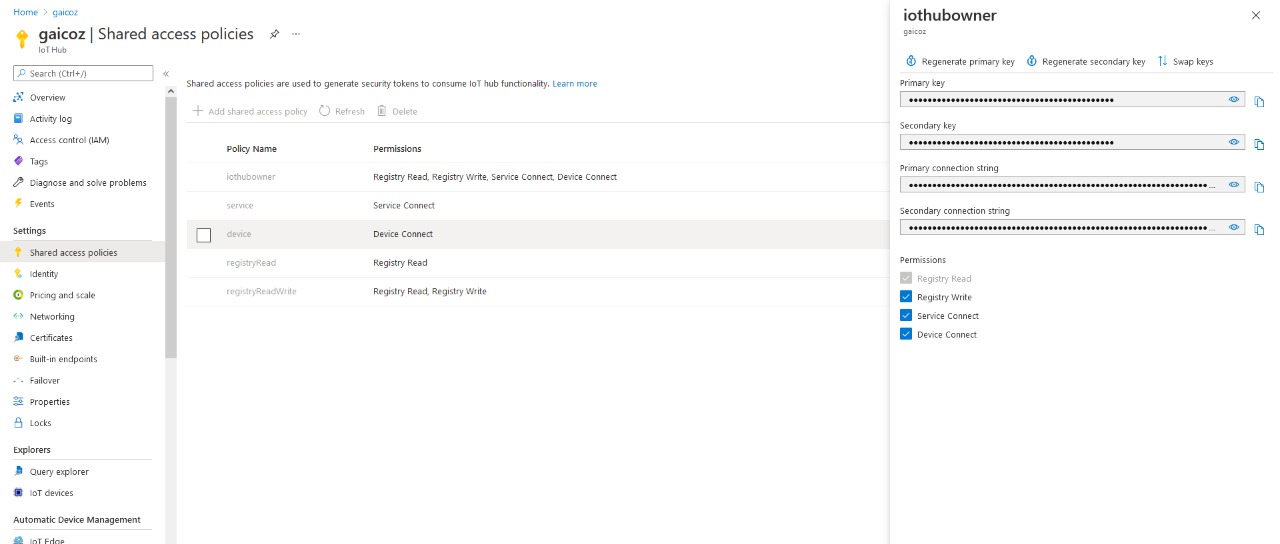 Home > gaicoz
gaicoz | Shared access policies
IoT Hub
Search (Ctrl+/)
Overview
Activity log
Access control (IAM)
Tags
Diagnose and solve problems
Events
Settings
Shared access policies
Identity
Pricing and scale
Networking
Certificates
Built-in endpoints
Failover
Properties
Locks
Explorers
Query explorer
IoT devices
Automatic Device Management
IoT Edge
Shared access policies are used to generate security tokens to consume IoT hub functionality. Learn more
Add shared access policy Refresh Delete
Policy Name Permissions
iothubowner Registry Read, Registry Write, Service Connect, Device Connect
service Service Connect
device Device Connect
registryRead Registry Read
registryReadWrite Registry Read, Registry Write
iothubowner
gaicoz
Regenerate primary key Regenerate secondary key Swap keys
Primary key
Secondary key
Primary connection string
Secondary connection string
Permissions
Registry Read
Registry Write
Service Connect
Device Connect